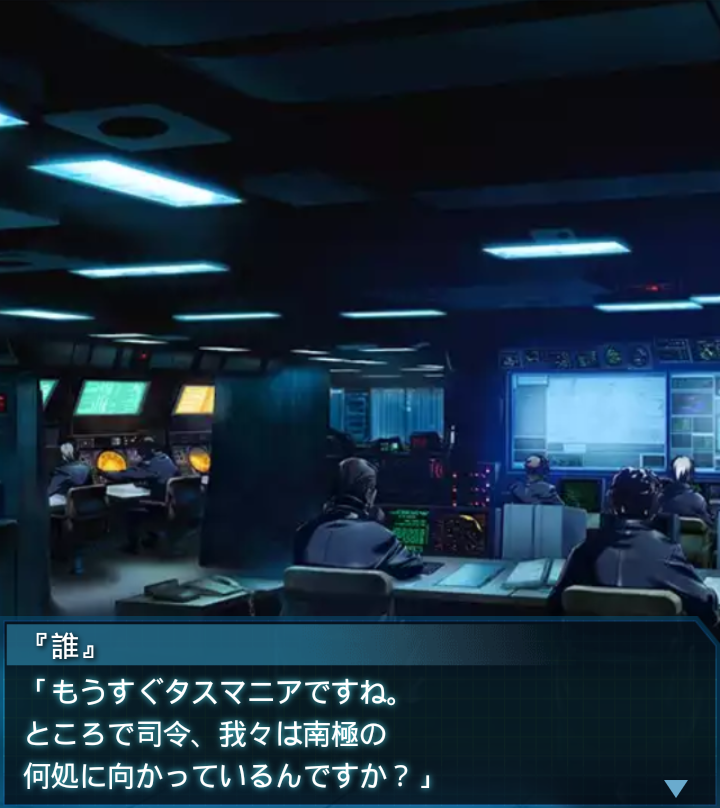 『誰』
「もうすぐタスマニアですね。
ところで司令、我々は南極の
何処に向かっているんですか？」